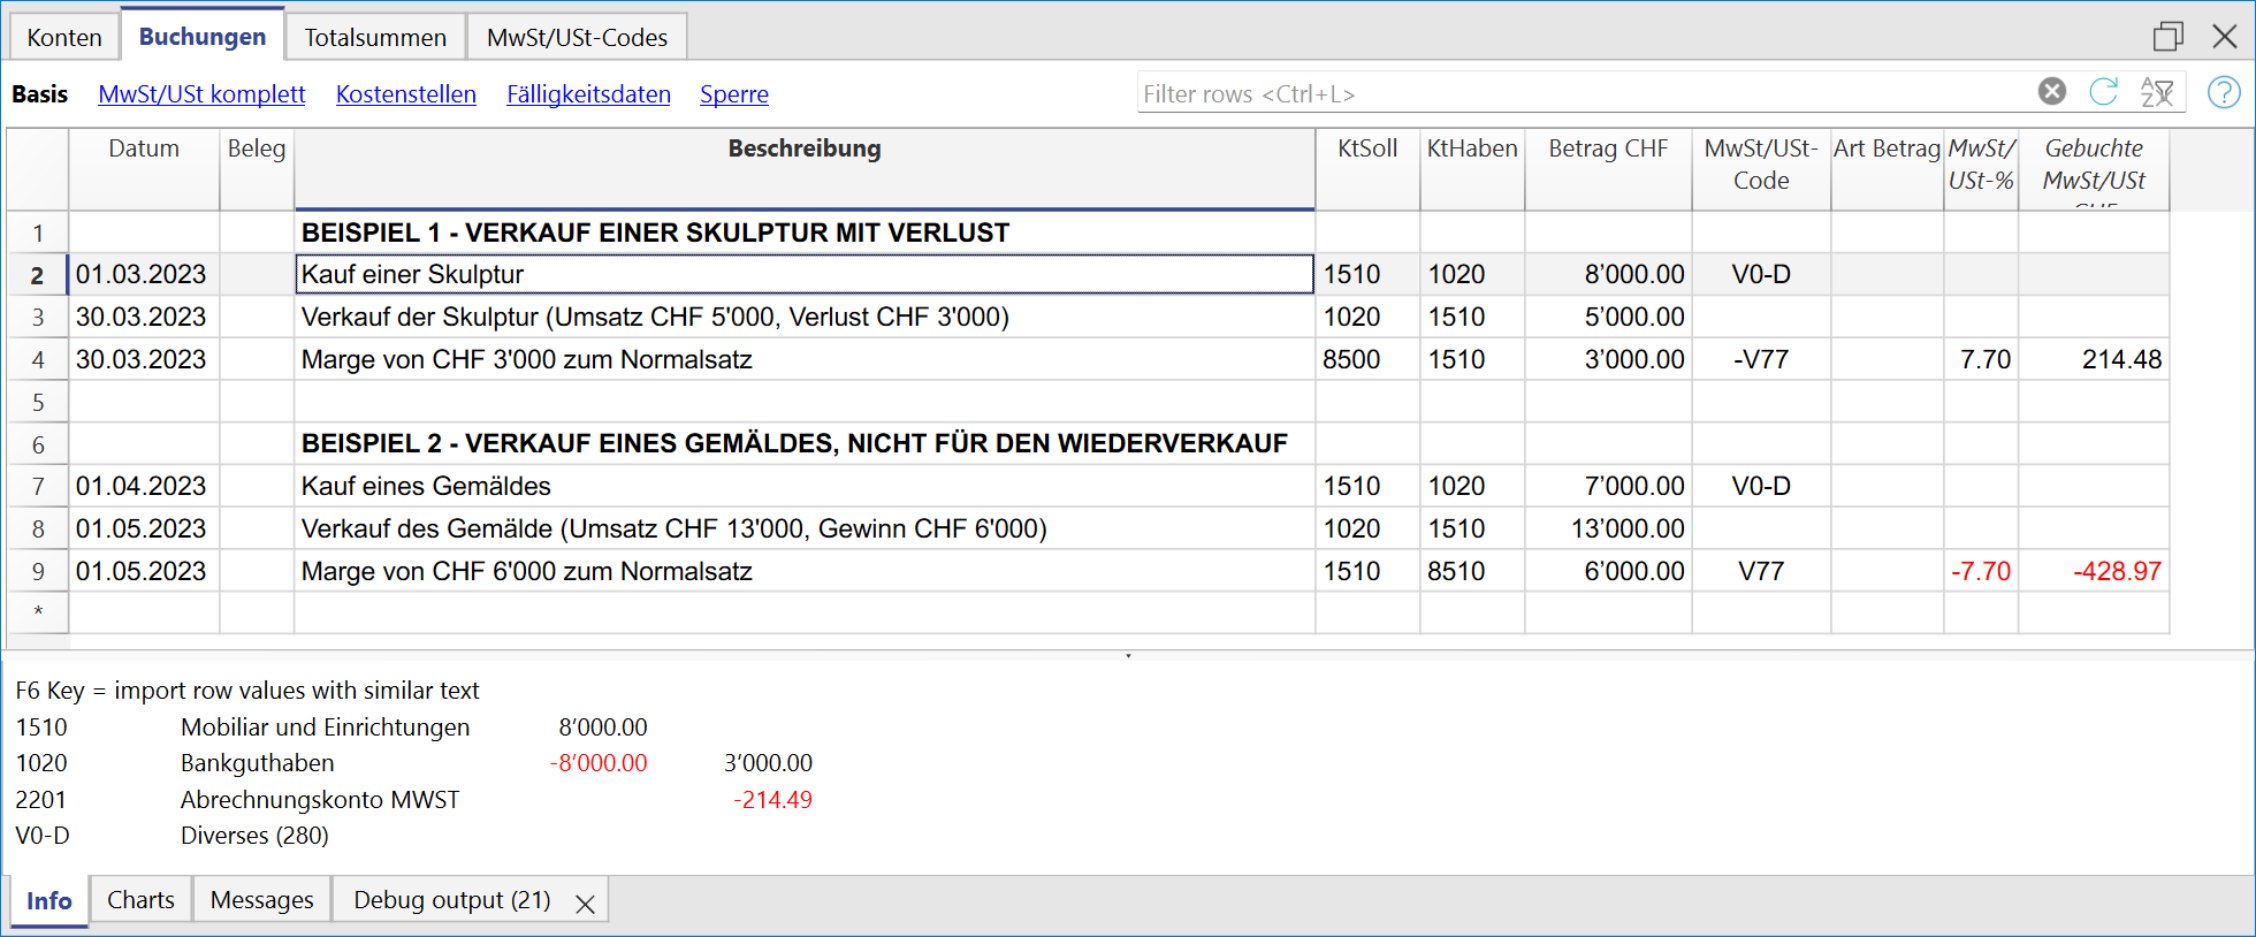 Konten Buchungen Totalsummen MwSt/USt-Codes
Basis MwSt/USt komplett Kostenstellen Fälligkeitsdaten Sperre Filter rows <Ctrl+L>
Datum Beleg Beschreibung KtSoll KtHaben Betrag CHF MwSt/USt-Code Art Betrag MwSt/USt-% Gebuchte MwSt/USt CHF
1 BEISPIEL 1 - VERKAUF EINER SKULPTUR MIT VERLUST
2 01.03.2023 Kauf einer Skulptur 1510 1020 8’000.00 V0-D
3 30.03.2023 Verkauf der Skulptur (Umsatz CHF 5'000, Verlust CHF 3'000) 1020 1510 5’000.00
4 30.03.2023 Marge von CHF 3'000 zum Normalsatz 8500 1510 3’000.00 -V77 7.70 214.48
5
6 BEISPIEL 2 - VERKAUF EINES GEMÄLDES, NICHT FÜR DEN WIEDERVERKAUF
7 01.04.2023 Kauf eines Gemäldes 1510 1020 7’000.00 V0-D
8 01.05.2023 Verkauf des Gemälde (Umsatz CHF 13'000, Gewinn CHF 6'000) 1020 1510 13’000.00
9 01.05.2023 Marge von CHF 6'000 zum Normalsatz 1510 8510 6’000.00 V77 -7.70 -428.97
*
F6 Key = import row values with similar text
1510 Mobiliar und Einrichtungen 8’000.00
1020 Bankguthaben -8’000.00 3’000.00
2201 Abrechnungskonto MWST -214.49
V0-D Diverses (280)
Info Charts Messages Debug output (21)